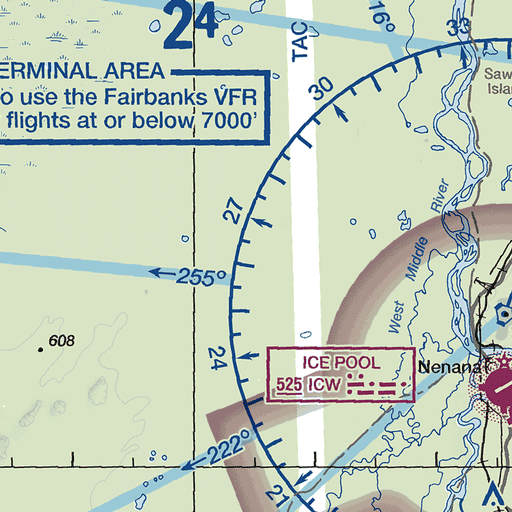 24
16°
33
TAC
ERMINAL AREA
o use the Fairbanks VFR
flights at or below 7000'
Saw
Islan
30
27
West Middle River
255°
608
24
ICE POOL
525 ICW
Nenana
222°
21